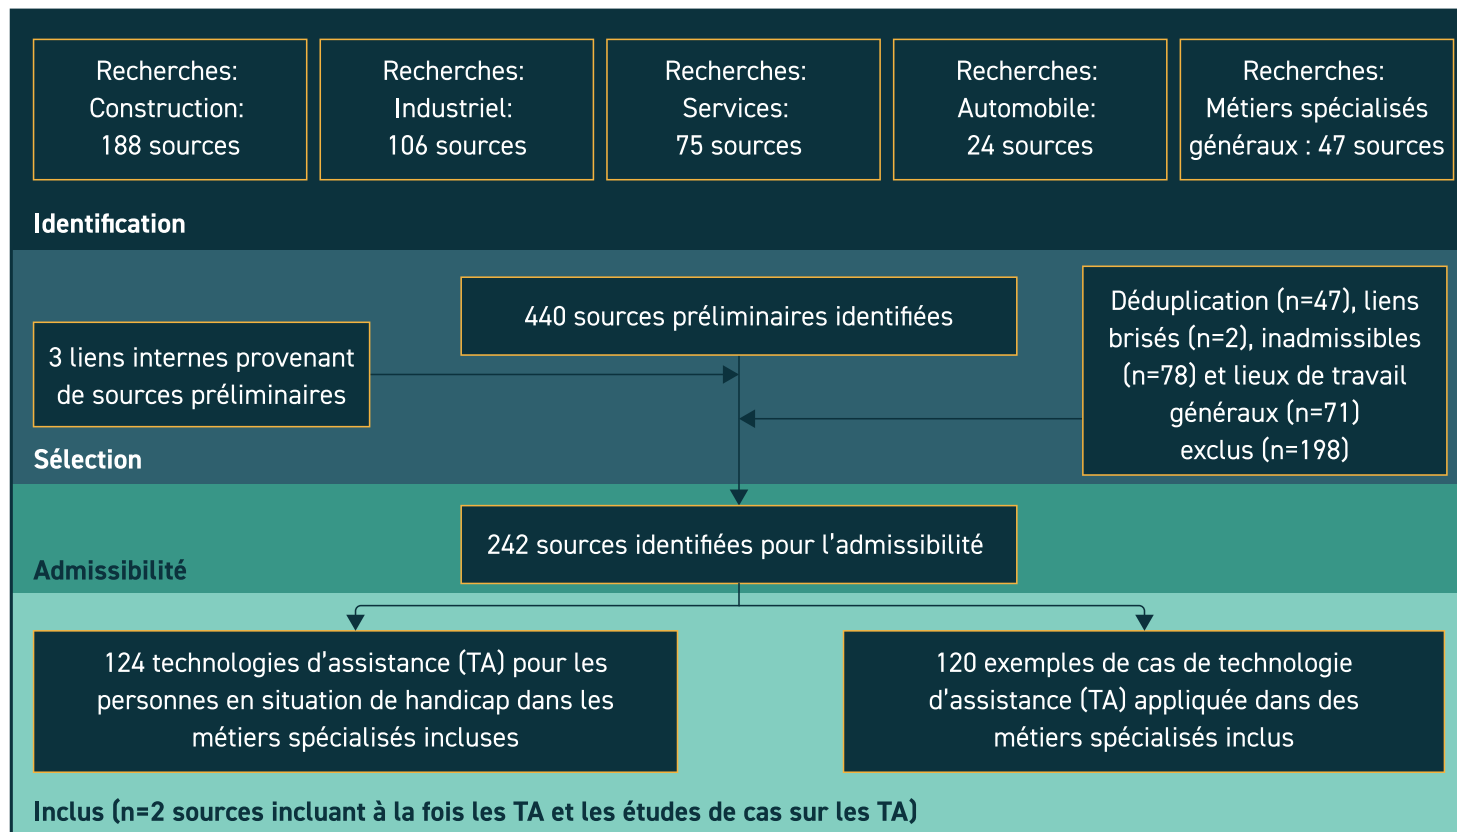 Recherches:
Construction:
188 sources
Recherches:
Industriel:
106 sources
Recherches:
Services:
75 sources
Recherches:
Automobile:
24 sources
Recherches:
Métiers spécialisés
généraux : 47 sources
Identification
440 sources préliminaires identifiées
3 liens internes provenant
de sources préliminaires
Déduplication (n=47), liens
brisés (n=2), inadmissibles
(n=78) et lieux de travail
généraux (n=71)
exclus (n=198)
Sélection
242 sources identifiées pour l'admissibilité
Admissibilité
124 technologies d'assistance (TA) pour les
personnes en situation de handicap dans les
métiers spécialisés incluses
120 exemples de cas de technologie
d'assistance (TA) appliquée dans des
métiers spécialisés inclus
Inclus (n=2 sources incluant à la fois les TA et les études de cas sur les TA)